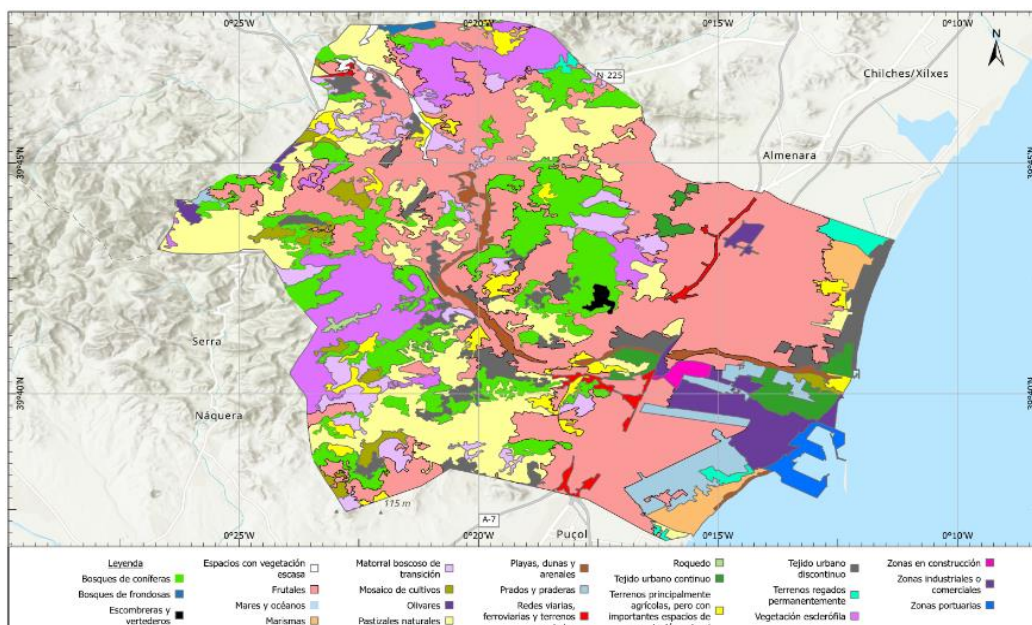 0°25'W 0°20'W 0°15'W 0°10'W
N
N-225
Chilches/Xilxes
39°45'N
Almenara
Serra
39°40'N
Náquera
115 m
A-7
Puçol
0°25'W 0°20'W 0°15'W 0°10'W
Leyenda
Bosques de coníferas
Bosques de frondosas
Escombreras y
vertederos
Espacios con vegetación
escasa
Frutales
Mares y océanos
Marismas
Matorral boscoso de
transición
Mosaico de cultivos
Olivares
Pastizales naturales
Playas, dunas y
arenales
Prados y praderas
Redes viarias,
ferroviarias y terrenos
Roquedo
Tejido urbano continuo
Terrenos principalmente
agrícolas, pero con
importantes espacios de
Tejido urbano
discontinuo
Terrenos regados
permanentemente
Vegetación esclerófila
Zonas en construcción
Zonas industriales o
comerciales
Zonas portuarias